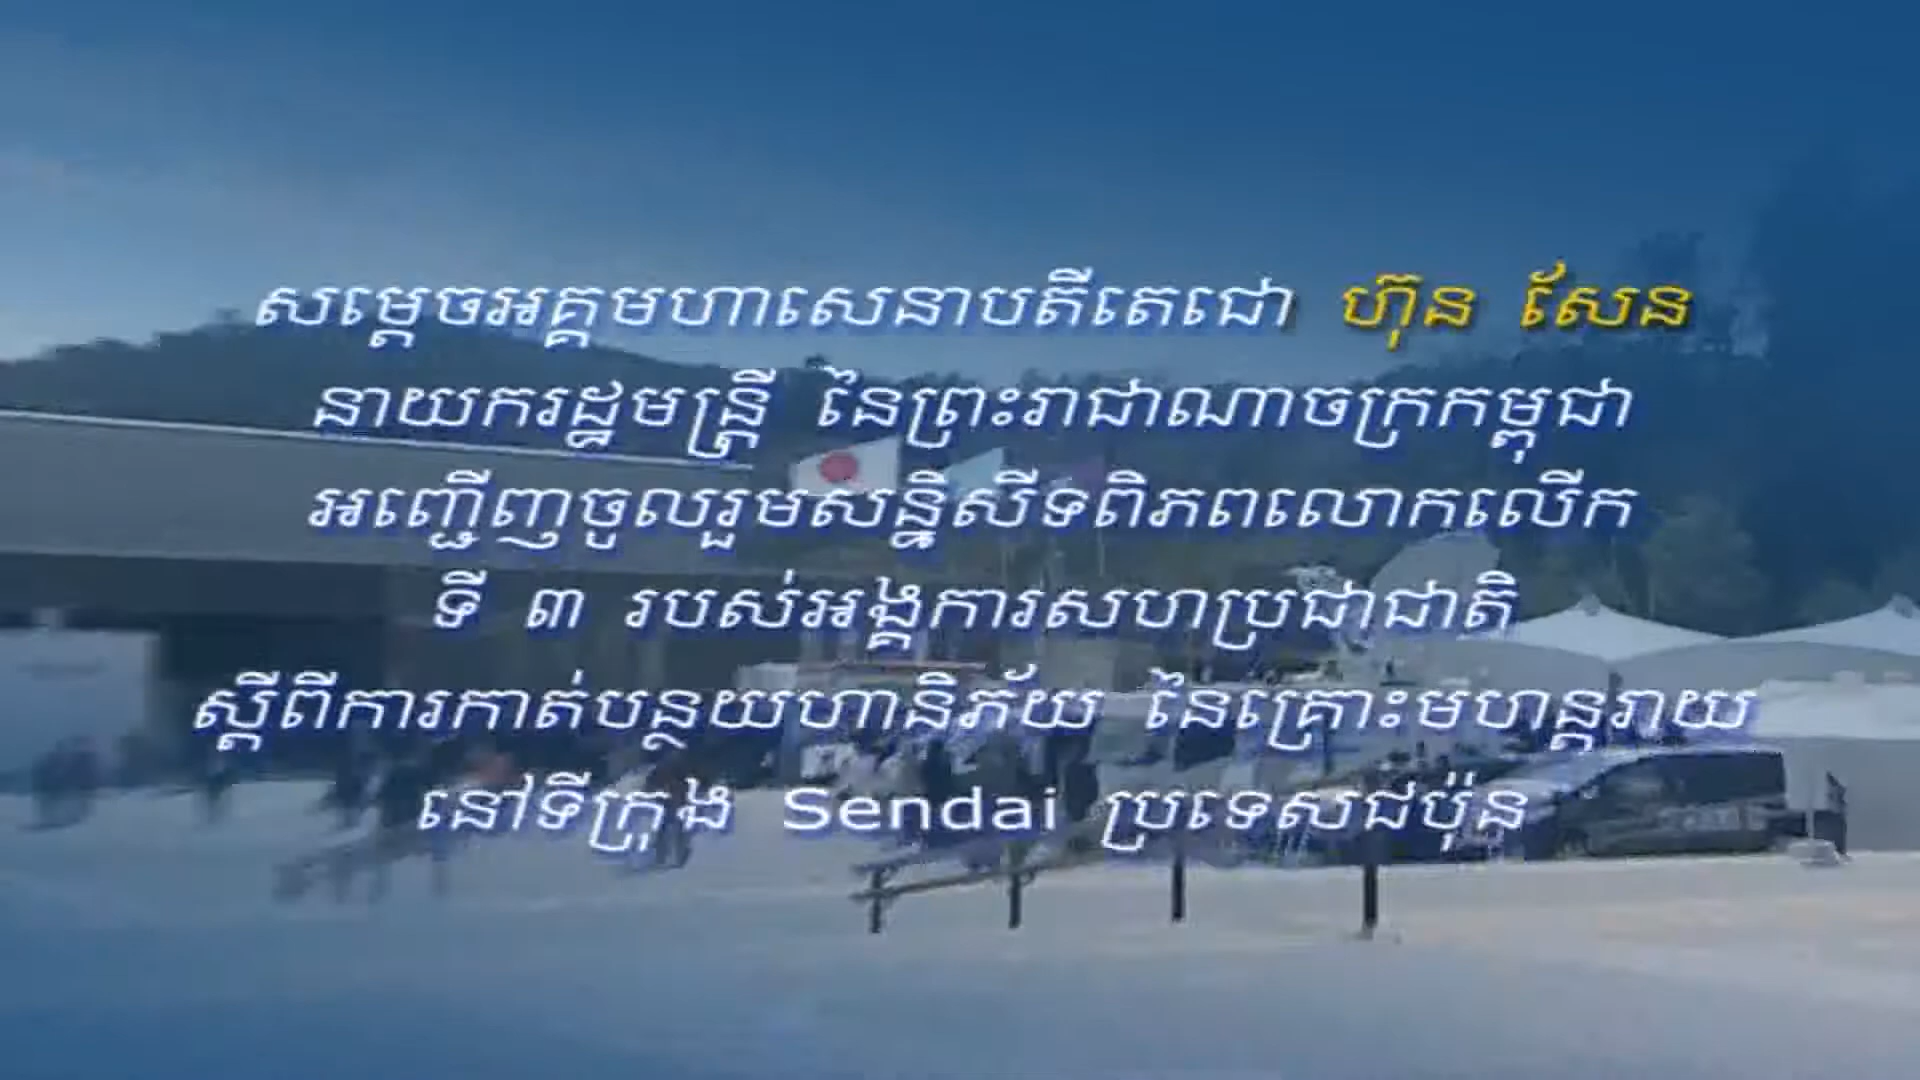 សម្តេចអគ្គមហាសេនាបតីតេជោ ហ៊ុន សែន
នាយករដ្ឋមន្ត្រី នៃព្រះរាជាណាចក្រកម្ពុជា
អញ្ជើញចូលរួមសន្និសីទពិភពលោកលើក
ទី ៣ របស់អង្គការសហប្រជាជាតិ
ស្តីពីការកាត់បន្ថយហានិភ័យ នៃគ្រោះមហន្តរាយ
នៅទីក្រុង Sendai ប្រទេសជប៉ុន